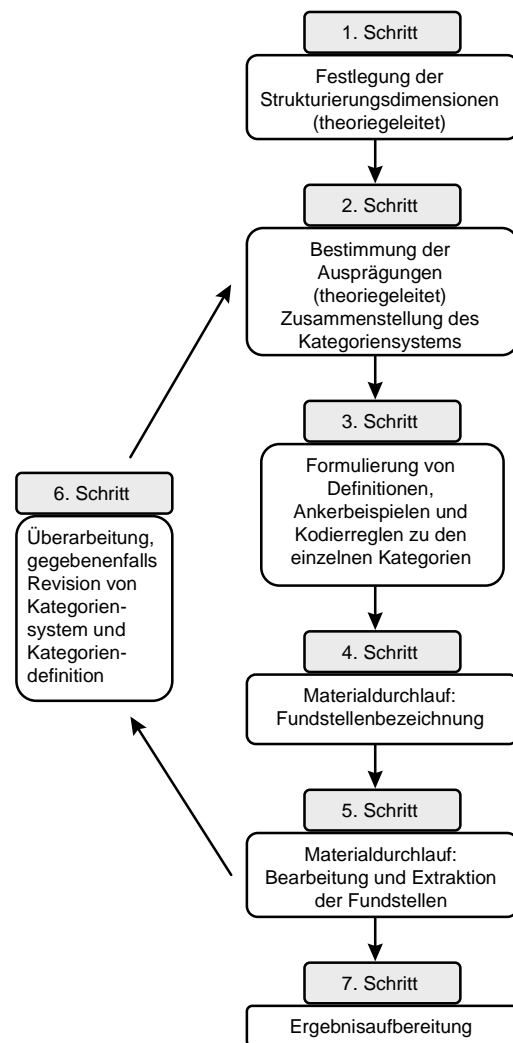 1. Schritt
Festlegung der
Strukturierungsdimensionen
(theoriegeleitet)
2. Schritt
Bestimmung der
Ausprägungen
(theoriegeleitet)
Zusammenstellung des
Kategoriensystems
3. Schritt
Formulierung von
Definitionen,
Ankerbeispielen und
Kodierreglen zu den
einzelnen Kategorien
4. Schritt
Materialdurchlauf:
Fundstellenbezeichnung
5. Schritt
Materialdurchlauf:
Bearbeitung und Extraktion
der Fundstellen
6. Schritt
Überarbeitung,
gegebenenfalls
Revision von
Kategorien-
system und
Kategorien-
definition
7. Schritt
Ergebnisaufbereitung